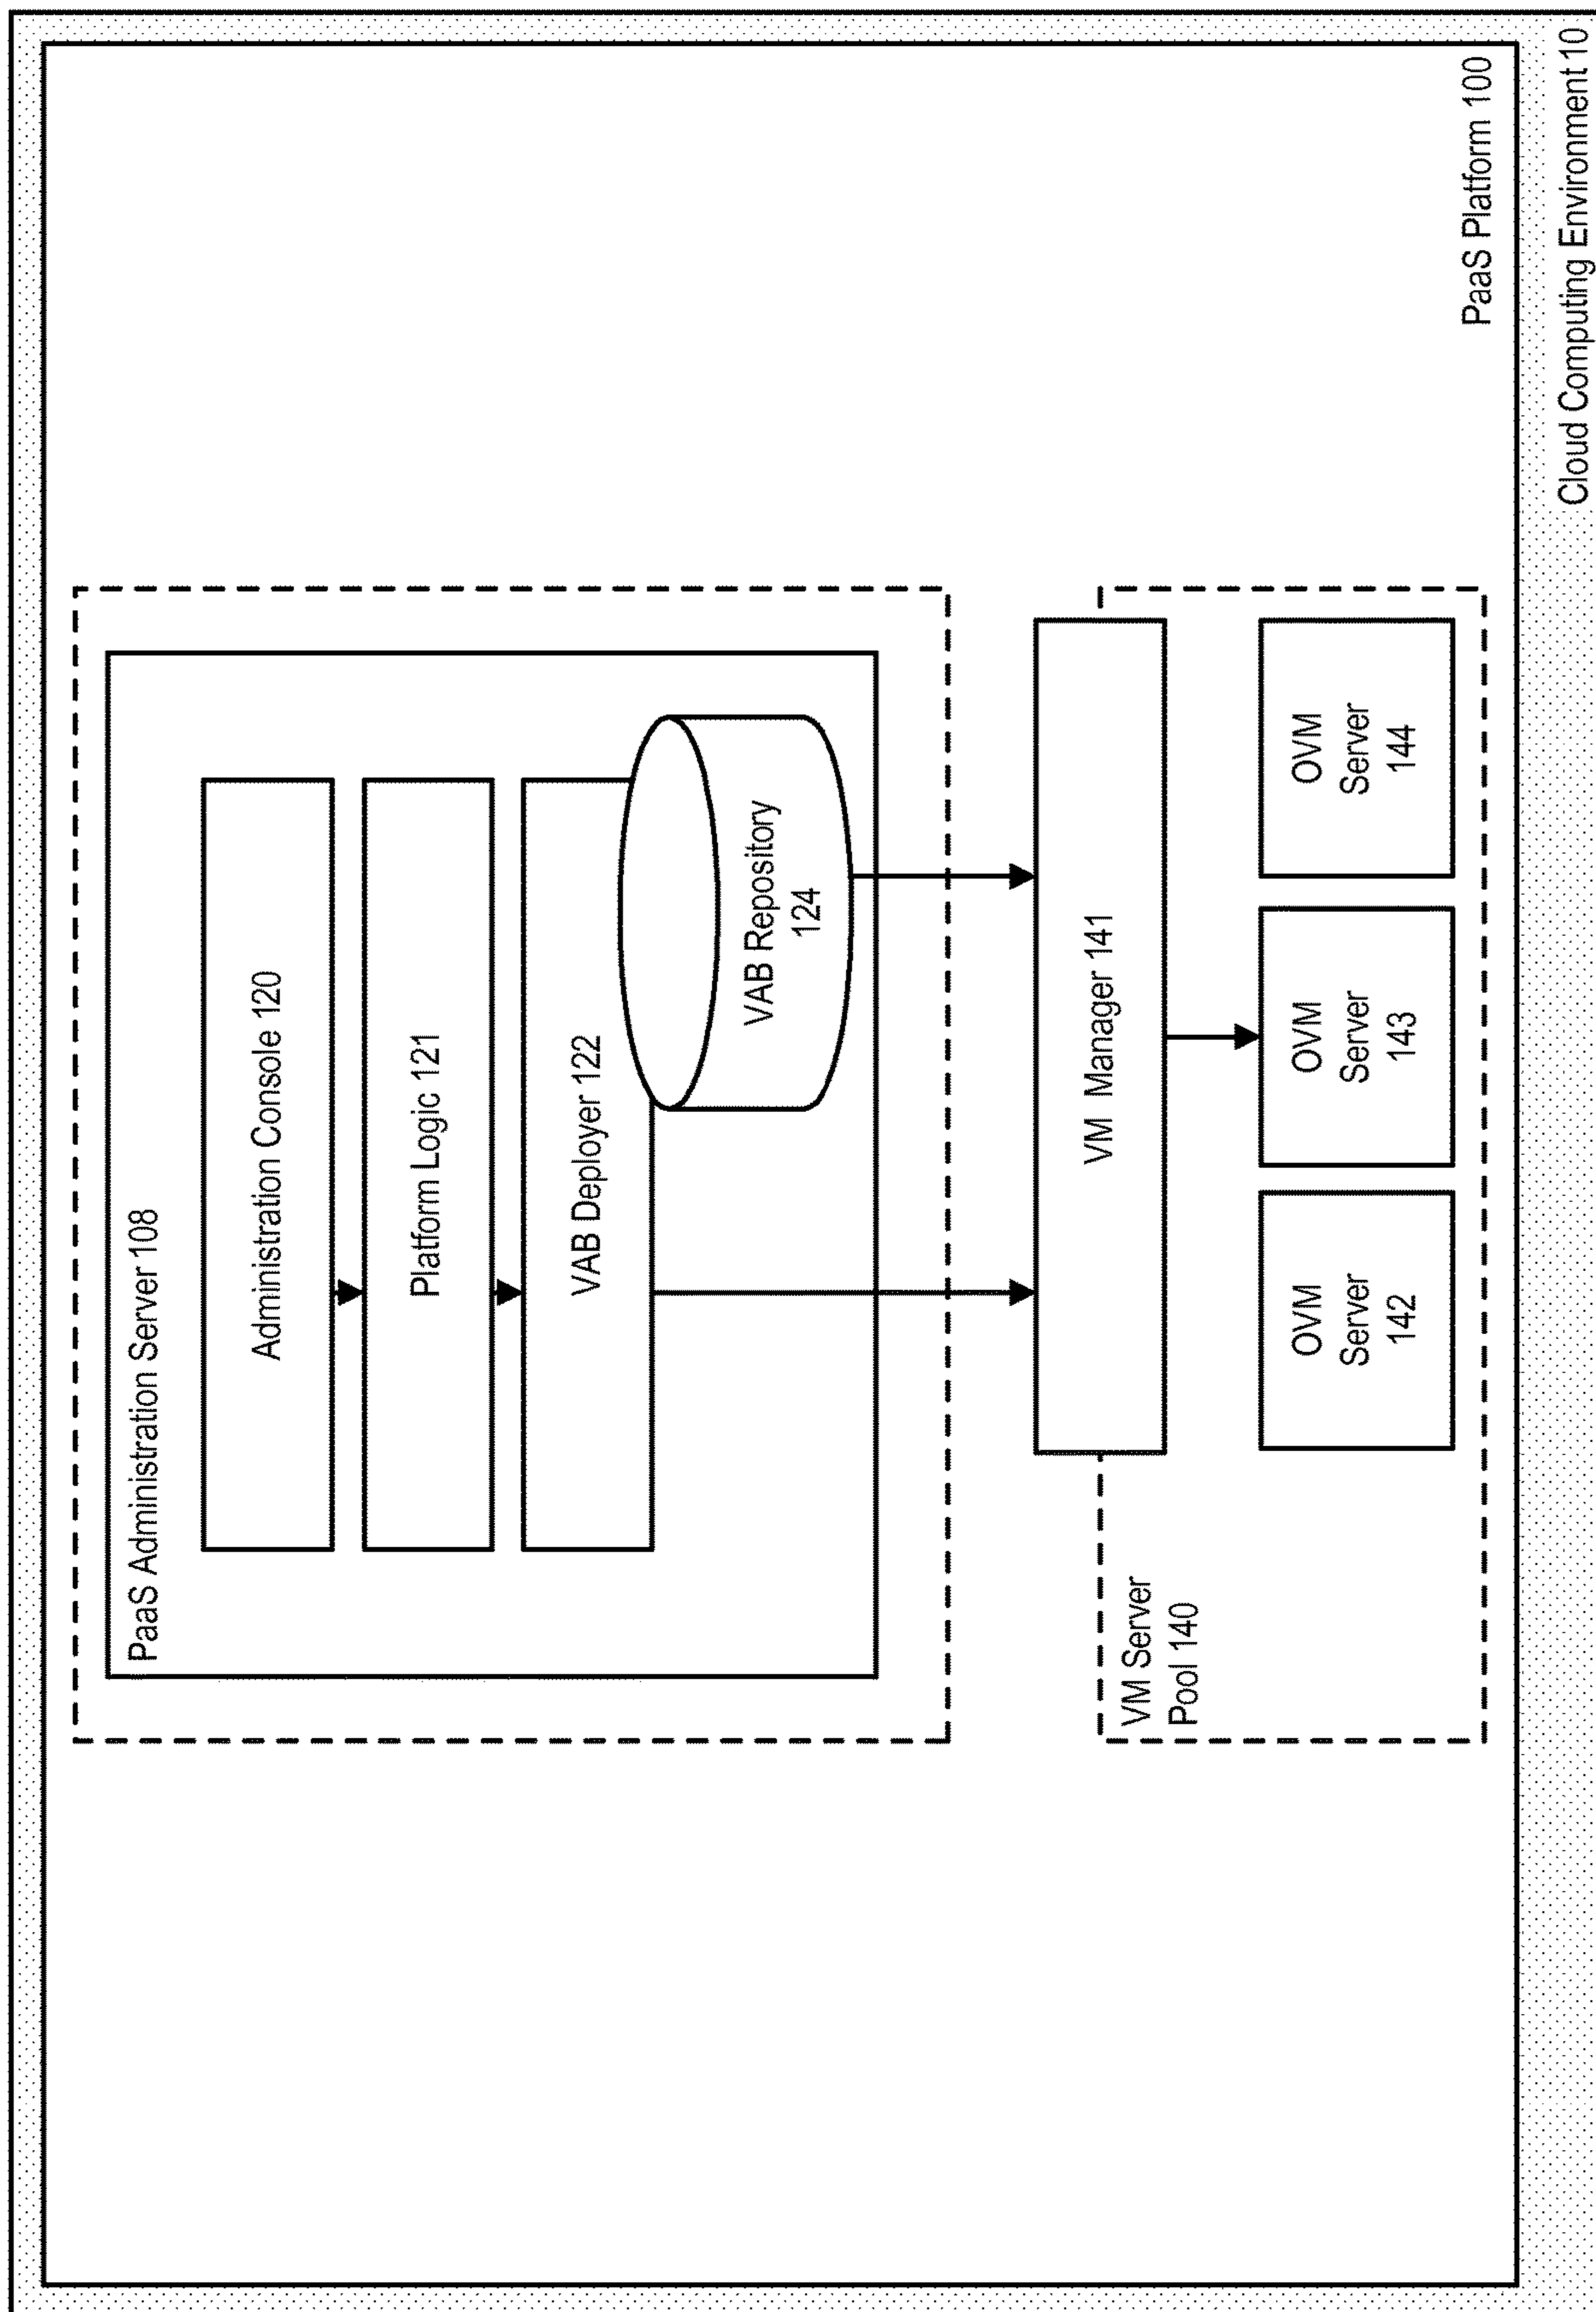 PaaS Administration Server 108
Administration Console 120
Platform Logic 121
VAB Deployer 122
VAB Repository
124
VM Manager 141
VM Server
Pool 140
OVM
Server
142
OVM
Server
143
OVM
Server
144
PaaS Platform 100
Cloud Computing Environment 10